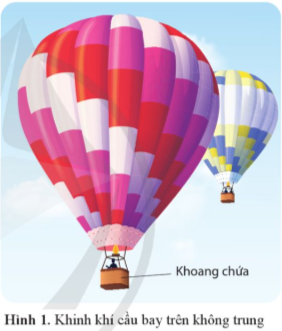 Khoang chứa
Hình 1. Khinh khí cầu bay trên không trung